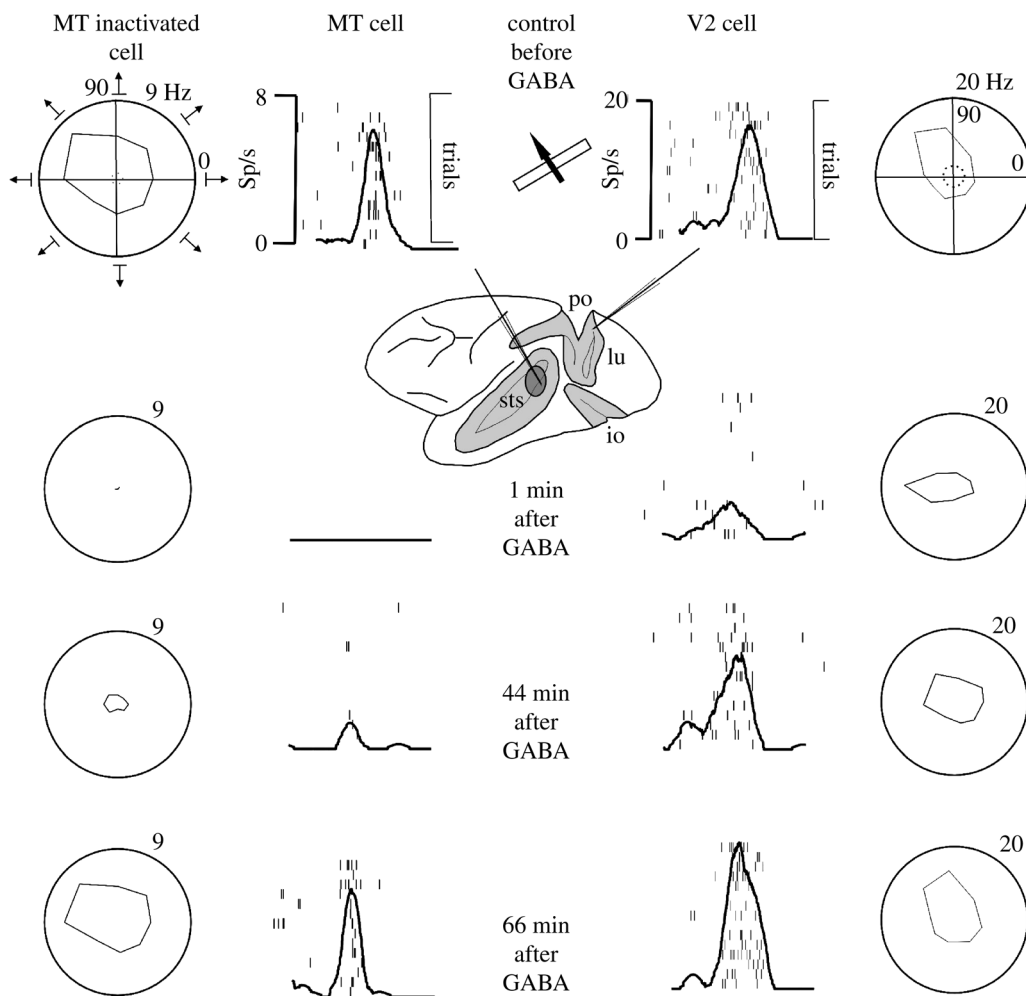 MT inactivated
cell
MT cell
control
before
GABA
V2 cell
90
9 Hz
0
8
Sp/s
0
trials
20
Sp/s
0
trials
20 Hz
90
0
po
lu
sts
io
9
1 min
after
GABA
20
9
44 min
after
GABA
20
9
66 min
after
GABA
20